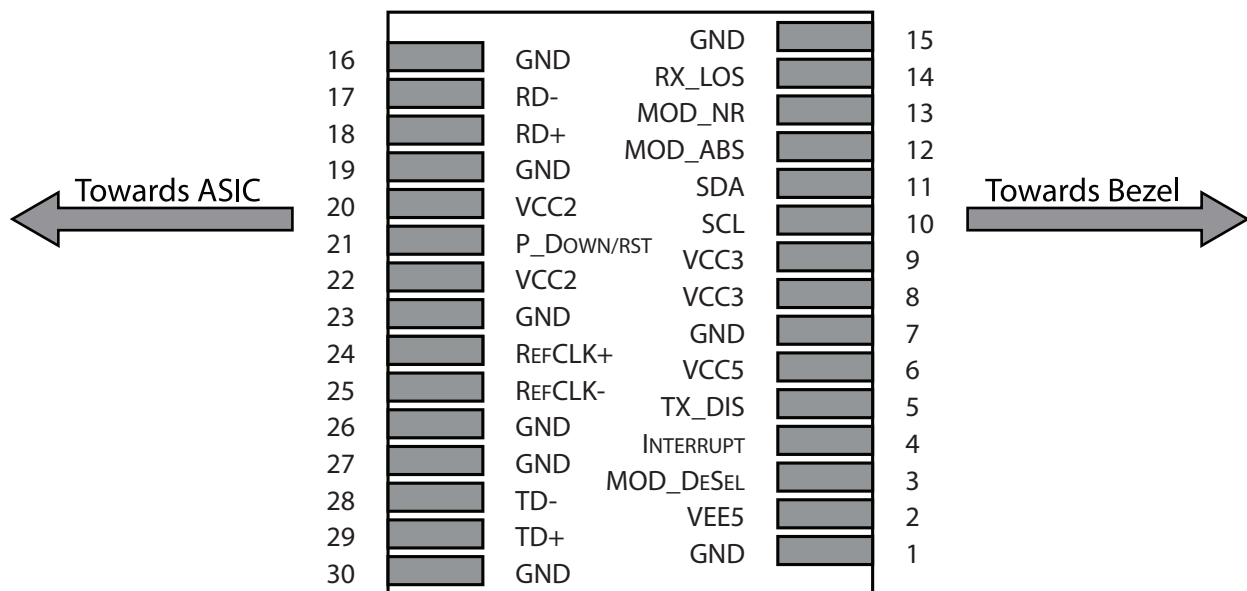 GND 15
16 GND
RX_LOS 14
17 RD-
MOD_NR 13
18 RD+
MOD_ABS 12
19 GND
SDA 11
Towards ASIC
Towards Bezel
20 VCC2
SCL 10
21 P_DOWN/RST
VCC3 9
22 VCC2
VCC3 8
23 GND
GND 7
24 REFCLK+
VCC5 6
25 REFCLK-
TX_DIS 5
26 GND
INTERRUPT 4
27 GND
MOD_DESEL 3
28 TD-
VEE5 2
29 TD+
GND 1
30 GND